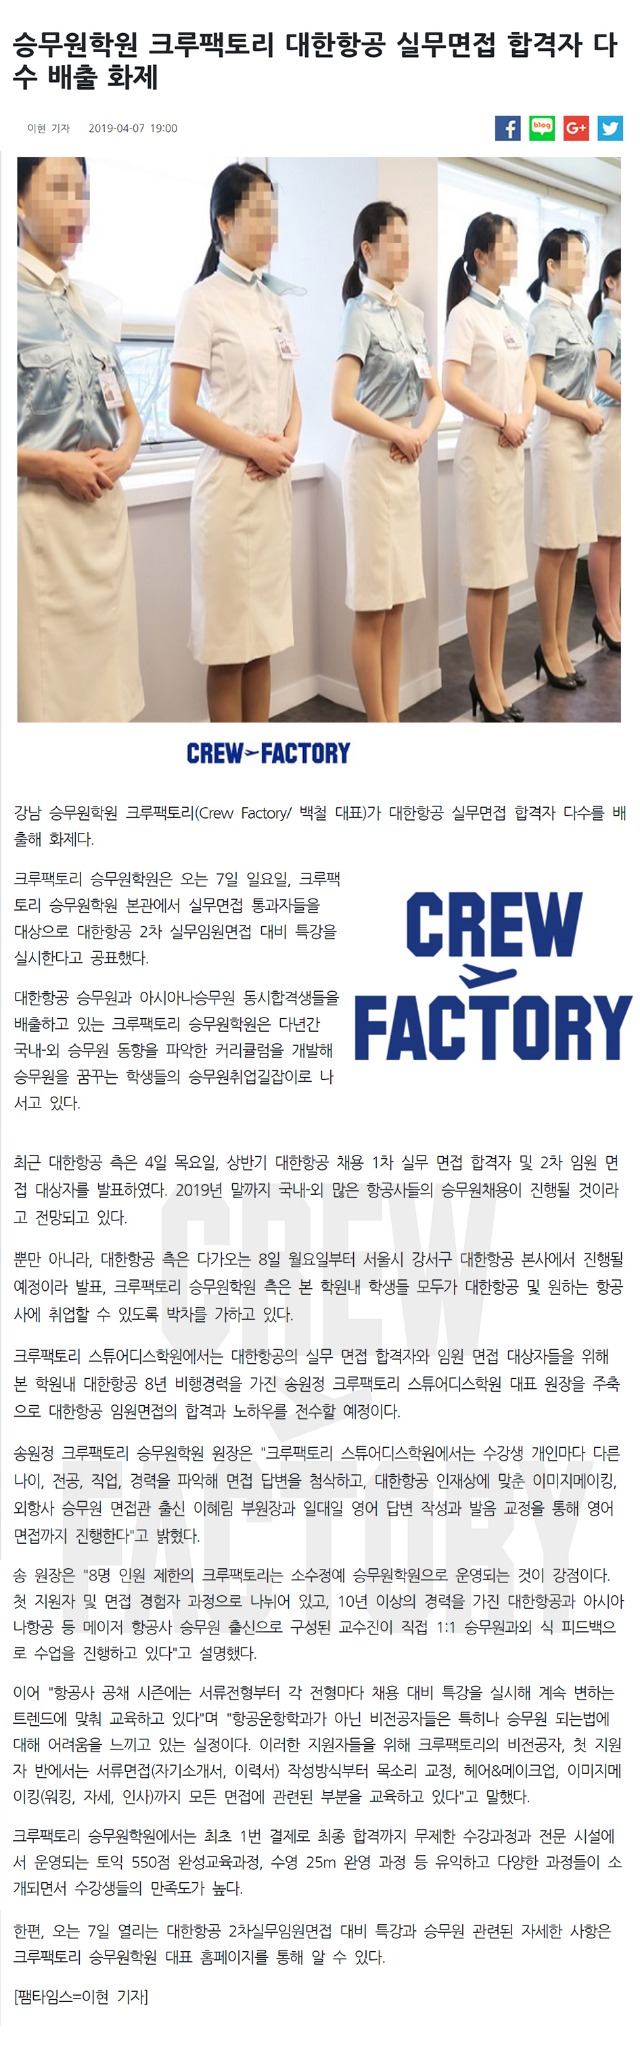 승무원학원 크루팩토리 대한항공 실무면접 합격자 다
수 배출 화제
이현 기자 2019-04-07 19:00
f blog G+
CREW FACTORY
강남 승무원학원 크루팩토리(Crew Factory/ 백철 대표)가 대한항공 실무면접 합격자 다수를 배
출해 화제다.
크루팩토리 승무원학원은 오는 7일 일요일, 크루팩
토리 승무원학원 본관에서 실무면접 통과자들을
대상으로 대한항공 2차 실무임원면접 대비 특강을
실시한다고 공표했다.
대한항공 승무원과 아시아나승무원 동시합격생들을
배출하고 있는 크루팩토리 승무원학원은 다년간
국내-외 승무원 동향을 파악한 커리큘럼을 개발해
승무원을 꿈꾸는 학생들의 승무원취업길잡이로 나
서고 있다.
CREW
FACTORY
최근 대한항공 측은 4일 목요일, 상반기 대한항공 채용 1차 실무 면접 합격자 및 2차 임원 면
접 대상자를 발표하였다. 2019년 말까지 국내-외 많은 항공사들의 승무원채용이 진행될 것이라
고 전망되고 있다.
뿐만 아니라, 대한항공 측은 다가오는 8일 월요일부터 서울시 강서구 대한항공 본사에서 진행될
예정이라 발표, 크루팩토리 승무원학원 측은 본 학원내 학생들 모두가 대한항공 및 원하는 항공
사에 취업할 수 있도록 박차를 가하고 있다.
크루팩토리 스튜어디스학원에서는 대한항공의 실무 면접 합격자와 임원 면접 대상자들을 위해
본 학원내 대한항공 8년 비행경력을 가진 송원정 크루팩토리 스튜어디스학원 대표 원장을 주축
으로 대한항공 임원면접의 합격과 노하우를 전수할 예정이다.
송원정 크루팩토리 승무원학원 원장은 "크루팩토리 스튜어디스학원에서는 수강생 개인마다 다른
나이, 전공, 직업, 경력을 파악해 면접 답변을 첨삭하고, 대한항공 인재상에 맞춘 이미지메이킹,
외항사 승무원 면접관 출신 이혜림 부원장과 일대일 영어 답변 작성과 발음 교정을 통해 영어
면접까지 진행한다"고 밝혔다.
송 원장은 "8명 인원 제한의 크루팩토리는 소수정예 승무원학원으로 운영되는 것이 강점이다.
첫 지원자 및 면접 경험자 과정으로 나뉘어 있고, 10년 이상의 경력을 가진 대한항공과 아시아
나항공 등 메이저 항공사 승무원 출신으로 구성된 교수진이 직접 1:1 승무원과외 식 피드백으
로 수업을 진행하고 있다"고 설명했다.
이어 "항공사 공채 시즌에는 서류전형부터 각 전형마다 채용 대비 특강을 실시해 계속 변하는
트렌드에 맞춰 교육하고 있다"며 "항공운항학과가 아닌 비전공자들은 특히나 승무원 되는법에
대해 어려움을 느끼고 있는 실정이다. 이러한 지원자들을 위해 크루팩토리의 비전공자, 첫 지원
자 반에서는 서류면접(자기소개서, 이력서) 작성방식부터 목소리 교정, 헤어&메이크업, 이미지메
이킹(워킹, 자세, 인사)까지 모든 면접에 관련된 부분을 교육하고 있다"고 말했다.
크루팩토리 승무원학원에서는 최초 1번 결제로 최종 합격까지 무제한 수강과정과 전문 시설에
서 운영되는 토익 550점 완성교육과정, 수영 25m 완영 과정 등 유익하고 다양한 과정들이 소
개되면서 수강생들의 만족도가 높다.
한편, 오는 7일 열리는 대한항공 2차실무임원면접 대비 특강과 승무원 관련된 자세한 사항은
크루팩토리 승무원학원 대표 홈페이지를 통해 알 수 있다.
[팸타임스=이현 기자]
CREW
FACTORY